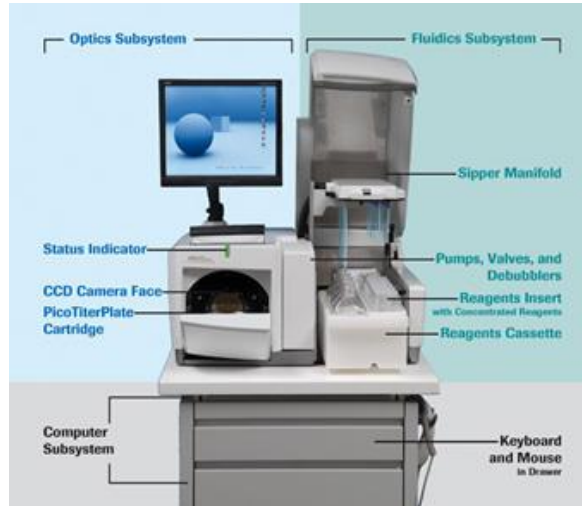 Optics Subsystem
Fluidics Subsystem
Sipper Manifold
Status Indicator
Pumps, Valves, and
Debubblers
CCD Camera Face
PicoTiterPlate
Cartridge
Reagents Insert
with Concentrated Reagents
Reagents Cassette
Computer
Subsystem
Keyboard
and Mouse
in Drawer